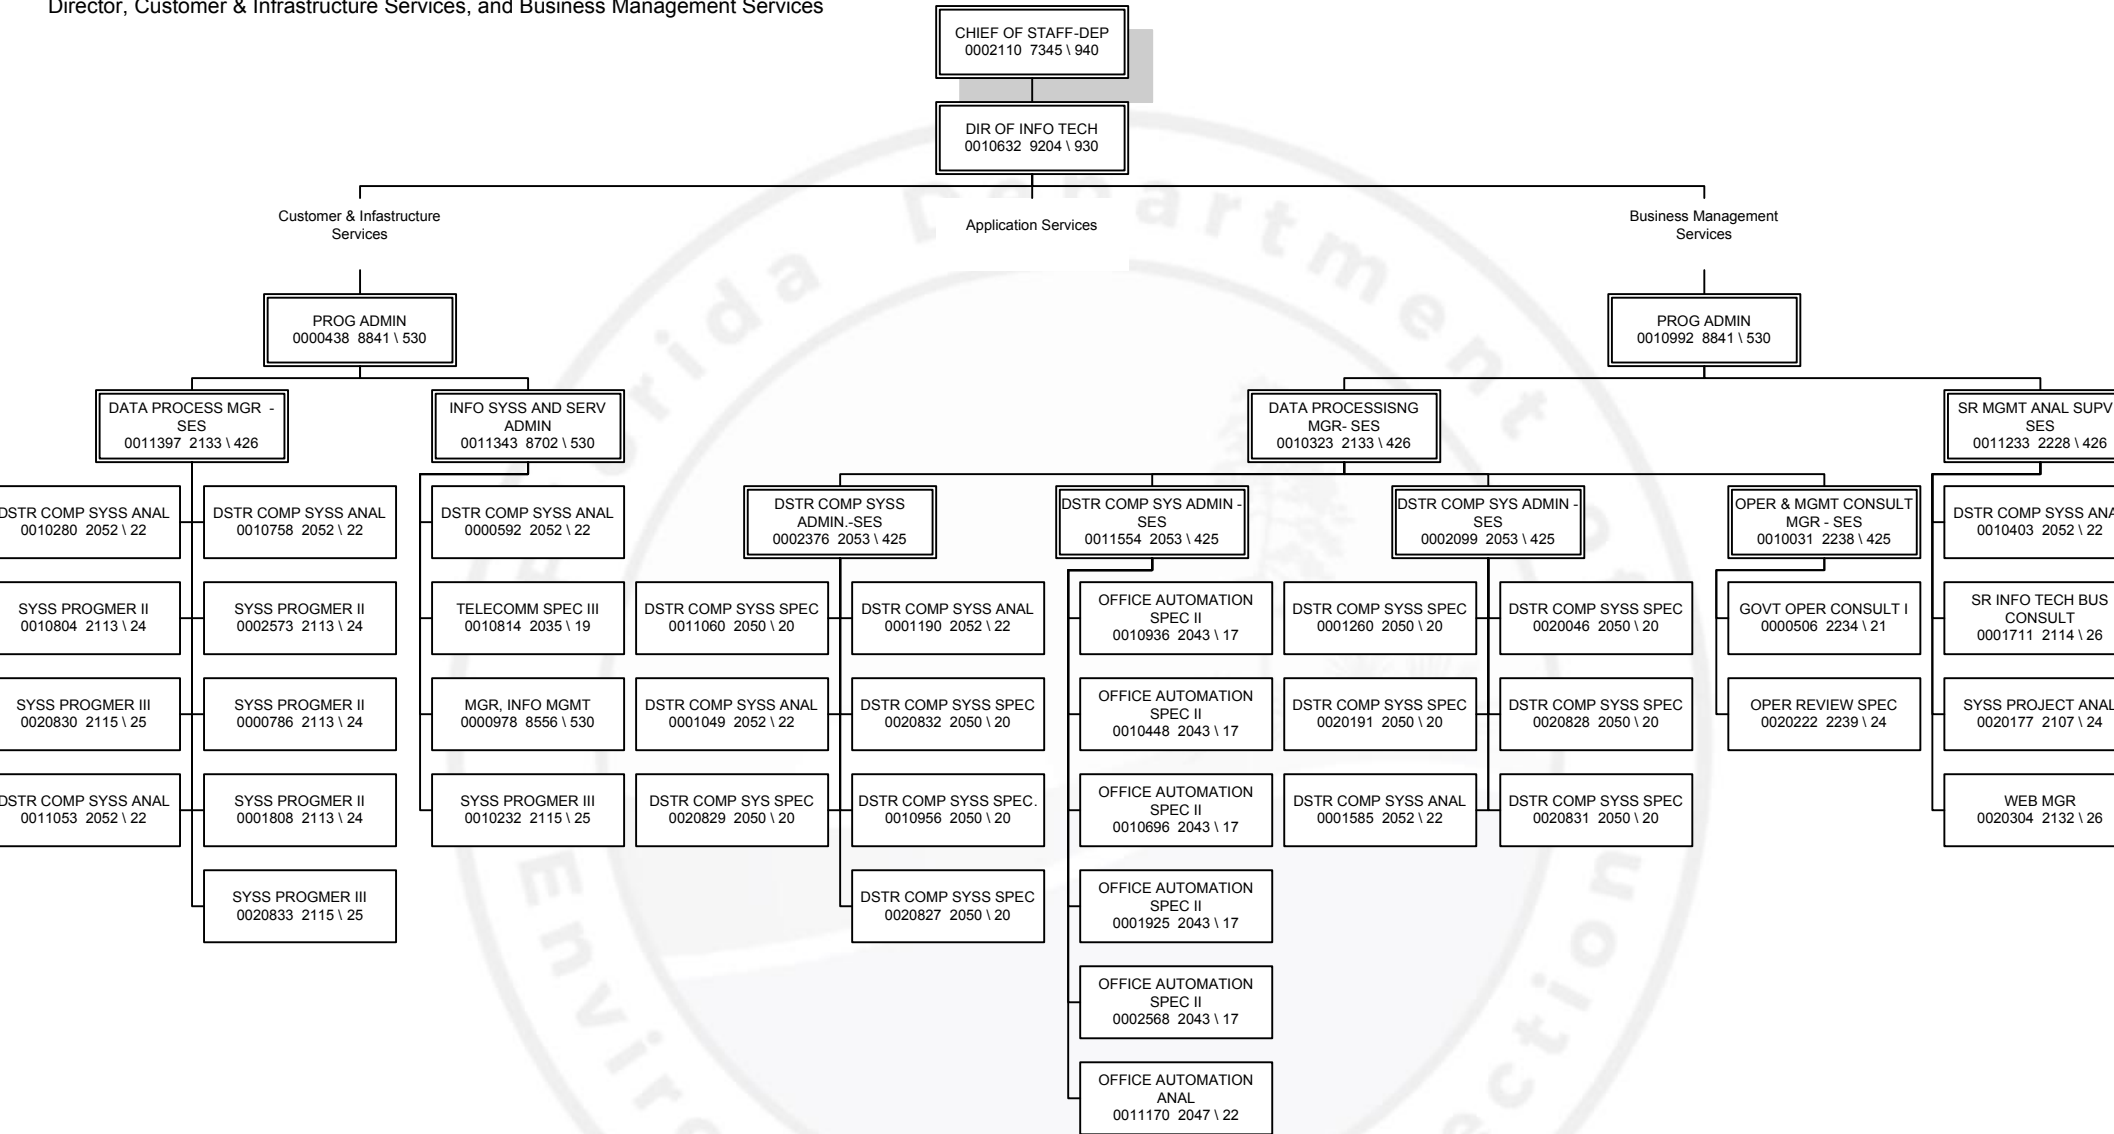 Director, Customer & Infrastructure Services, and Business Management Services
CHIEF OF STAFF-DEP
0002110 7345 \ 940
DIR OF INFO TECH
0010632 9204 \ 930
Customer & Infastructure
Services
Application Services
Business Management
Services
PROG ADMIN
0000438 8841 \ 530
PROG ADMIN
0010992 8841 \ 530
DATA PROCESS MGR -
SES
0011397 2133 \ 426
INFO SYSS AND SERV
ADMIN
0011343 8702 \ 530
DATA PROCESSISNG
MGR- SES
0010323 2133 \ 426
SR MGMT ANAL SUPV
SES
0011233 2228 \ 426
DSTR COMP SYSS ANAL
0010280 2052 \ 22
DSTR COMP SYSS ANAL
0010758 2052 \ 22
DSTR COMP SYSS ANAL
0000592 2052 \ 22
DSTR COMP SYSS
ADMIN.-SES
0002376 2053 \ 425
DSTR COMP SYS ADMIN -
SES
0011554 2053 \ 425
DSTR COMP SYS ADMIN -
SES
0002099 2053 \ 425
OPER & MGMT CONSULT
MGR - SES
0010031 2238 \ 425
DSTR COMP SYSS ANA
0010403 2052 \ 22
SYSS PROGMER II
0010804 2113 \ 24
SYSS PROGMER II
0002573 2113 \ 24
TELECOMM SPEC III
0010814 2035 \ 19
DSTR COMP SYSS SPEC
0011060 2050 \ 20
DSTR COMP SYSS ANAL
0001190 2052 \ 22
OFFICE AUTOMATION
SPEC II
0010936 2043 \ 17
DSTR COMP SYSS SPEC
0001260 2050 \ 20
DSTR COMP SYSS SPEC
0020046 2050 \ 20
GOVT OPER CONSULT I
0000506 2234 \ 21
SR INFO TECH BUS
CONSULT
0001711 2114 \ 26
SYSS PROGMER III
0020830 2115 \ 25
SYSS PROGMER II
0000786 2113 \ 24
MGR, INFO MGMT
0000978 8556 \ 530
DSTR COMP SYSS ANAL
0001049 2052 \ 22
DSTR COMP SYSS SPEC
0020832 2050 \ 20
OFFICE AUTOMATION
SPEC II
0010448 2043 \ 17
DSTR COMP SYSS SPEC
0020191 2050 \ 20
DSTR COMP SYSS SPEC
0020828 2050 \ 20
OPER REVIEW SPEC
0020222 2239 \ 24
SYSS PROJECT ANAL
0020177 2107 \ 24
DSTR COMP SYSS ANAL
0011053 2052 \ 22
SYSS PROGMER II
0001808 2113 \ 24
SYSS PROGMER III
0010232 2115 \ 25
DSTR COMP SYS SPEC
0020829 2050 \ 20
DSTR COMP SYSS SPEC.
0010956 2050 \ 20
OFFICE AUTOMATION
SPEC II
0010696 2043 \ 17
DSTR COMP SYSS ANAL
0001585 2052 \ 22
DSTR COMP SYSS SPEC
0020831 2050 \ 20
WEB MGR
0020304 2132 \ 26
SYSS PROGMER III
0020833 2115 \ 25
DSTR COMP SYSS SPEC
0020827 2050 \ 20
OFFICE AUTOMATION
SPEC II
0001925 2043 \ 17
OFFICE AUTOMATION
SPEC II
0002568 2043 \ 17
OFFICE AUTOMATION
ANAL
0011170 2047 \ 22